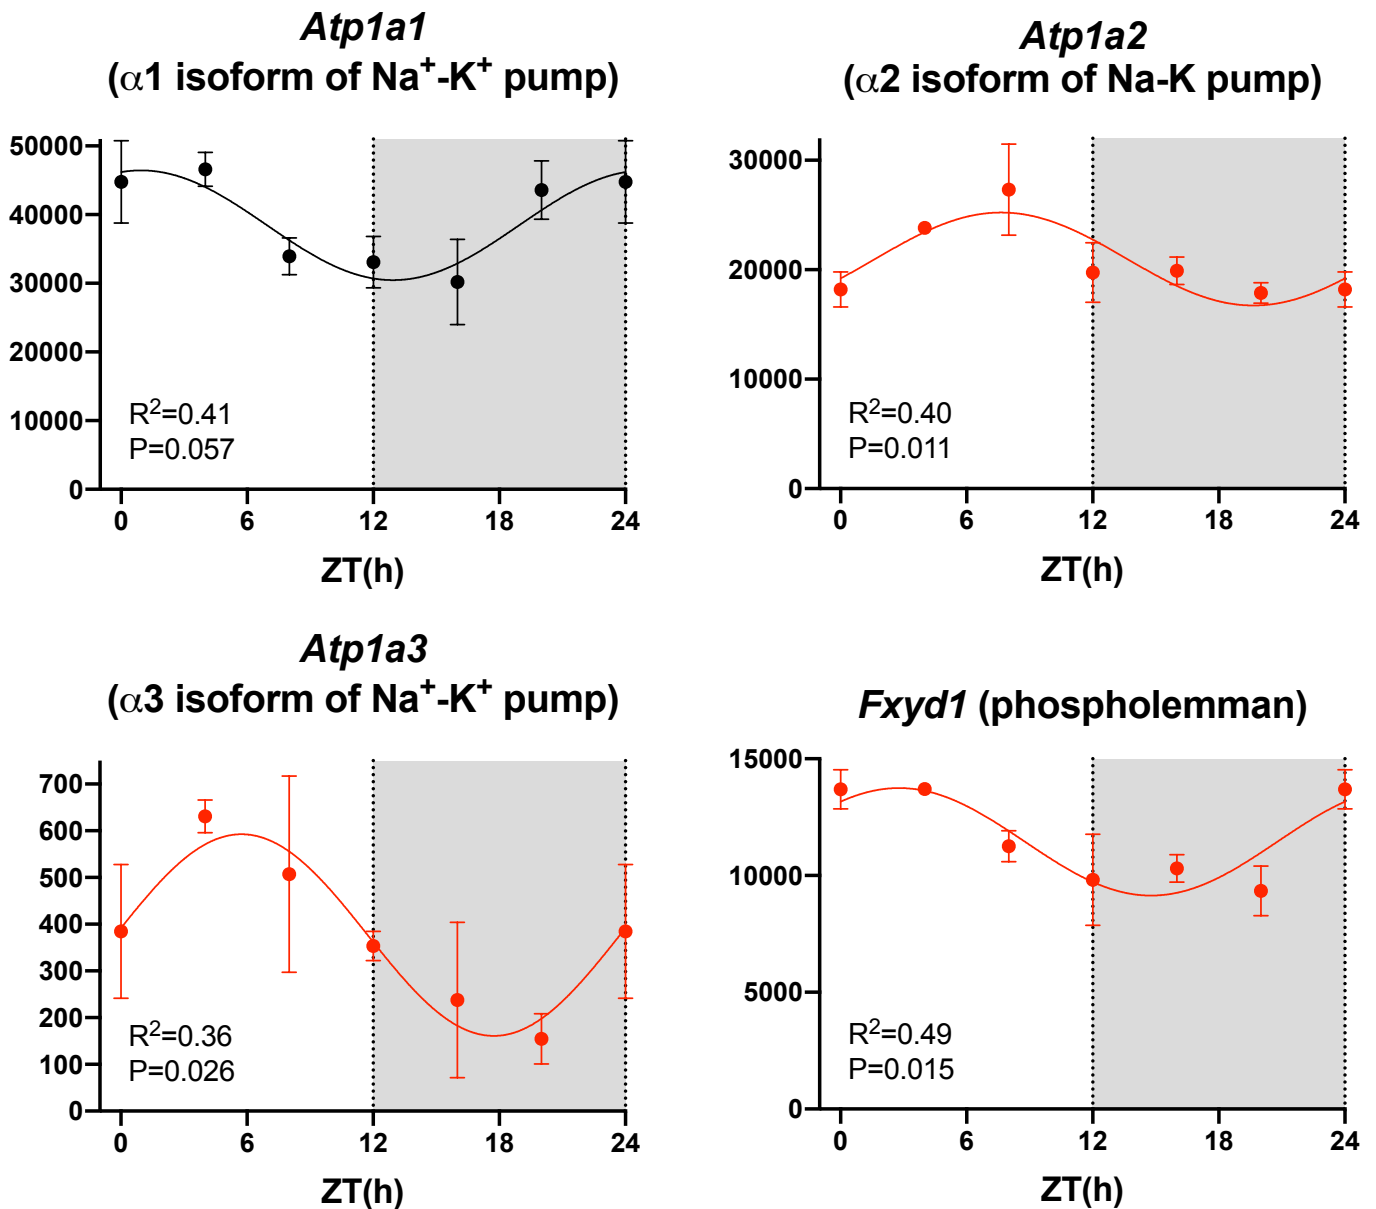 Atp1a1
(α1 isoform of Na⁺-K⁺ pump)
50000
40000
30000
20000
10000
0
R²=0.41
P=0.057
0 6 12 18 24
ZT(h)
Atp1a2
(α2 isoform of Na-K pump)
30000
20000
10000
0
R²=0.40
P=0.011
0 6 12 18 24
ZT(h)
Atp1a3
(α3 isoform of Na⁺-K⁺ pump)
700
600
500
400
300
200
100
0
R²=0.36
P=0.026
0 6 12 18 24
ZT(h)
Fxyd1 (phospholemman)
15000
10000
5000
0
R²=0.49
P=0.015
0 6 12 18 24
ZT(h)